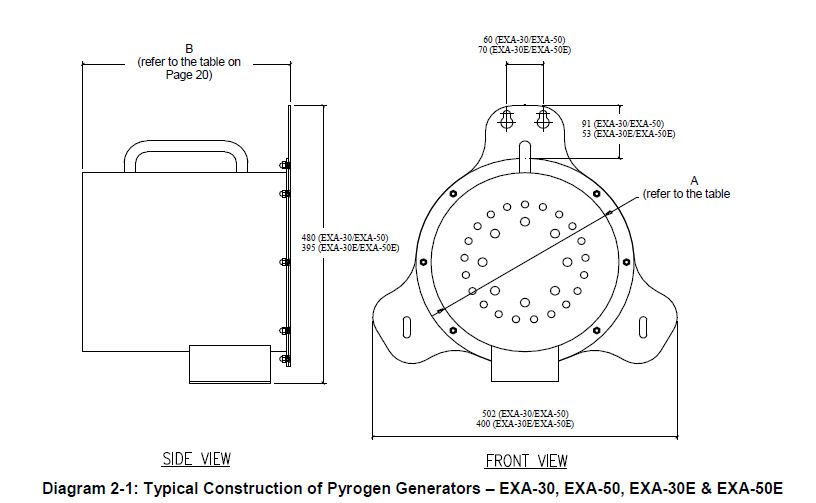 60 (EXA-30/EXA-50)
70 (EXA-30E/EXA-50E)
B
(refer to the table on
Page 20)
91 (EXA-30/EXA-50)
53 (EXA-30E/EXA-50E)
A
(refer to the table
480 (EXA-30/EXA-50)
395 (EXA-30E/EXA-50E)
502 (EXA-30/EXA-50)
400 (EXA-30E/EXA-50E)
SIDE VIEW
FRONT VIEW
Diagram 2-1: Typical Construction of Pyrogen Generators – EXA-30, EXA-50, EXA-30E & EXA-50E